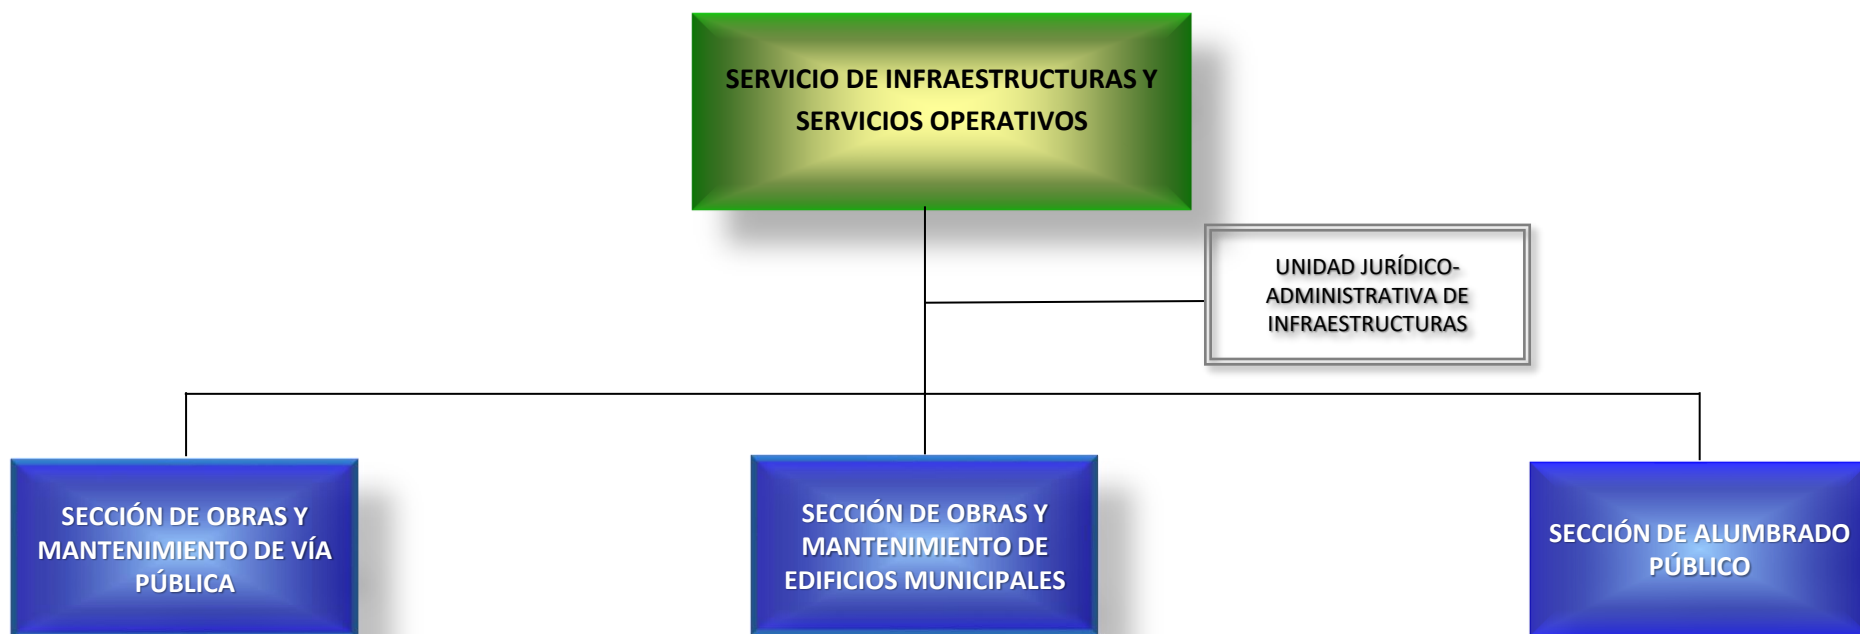 SERVICIO DE INFRAESTRUCTURAS Y
SERVICIOS OPERATIVOS
UNIDAD JURÍDICO-
ADMINISTRATIVA DE
INFRAESTRUCTURAS
SECCIÓN DE OBRAS Y
MANTENIMIENTO DE VÍA
PÚBLICA
SECCIÓN DE OBRAS Y
MANTENIMIENTO DE
EDIFICIOS MUNICIPALES
SECCIÓN DE ALUMBRADO
PÚBLICO